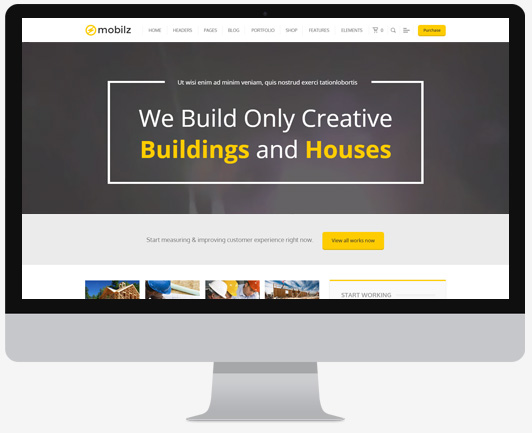 mobilz
HOME HEADERS PAGES BLOG PORTFOLIO SHOP FEATURES ELEMENTS 0 Purchase
Ut wisi enim ad minim veniam, quis nostrud exerci tationlobortis
We Build Only Creative
Buildings and Houses
Start measuring & improving customer experience right now. View all works now
START WORKING